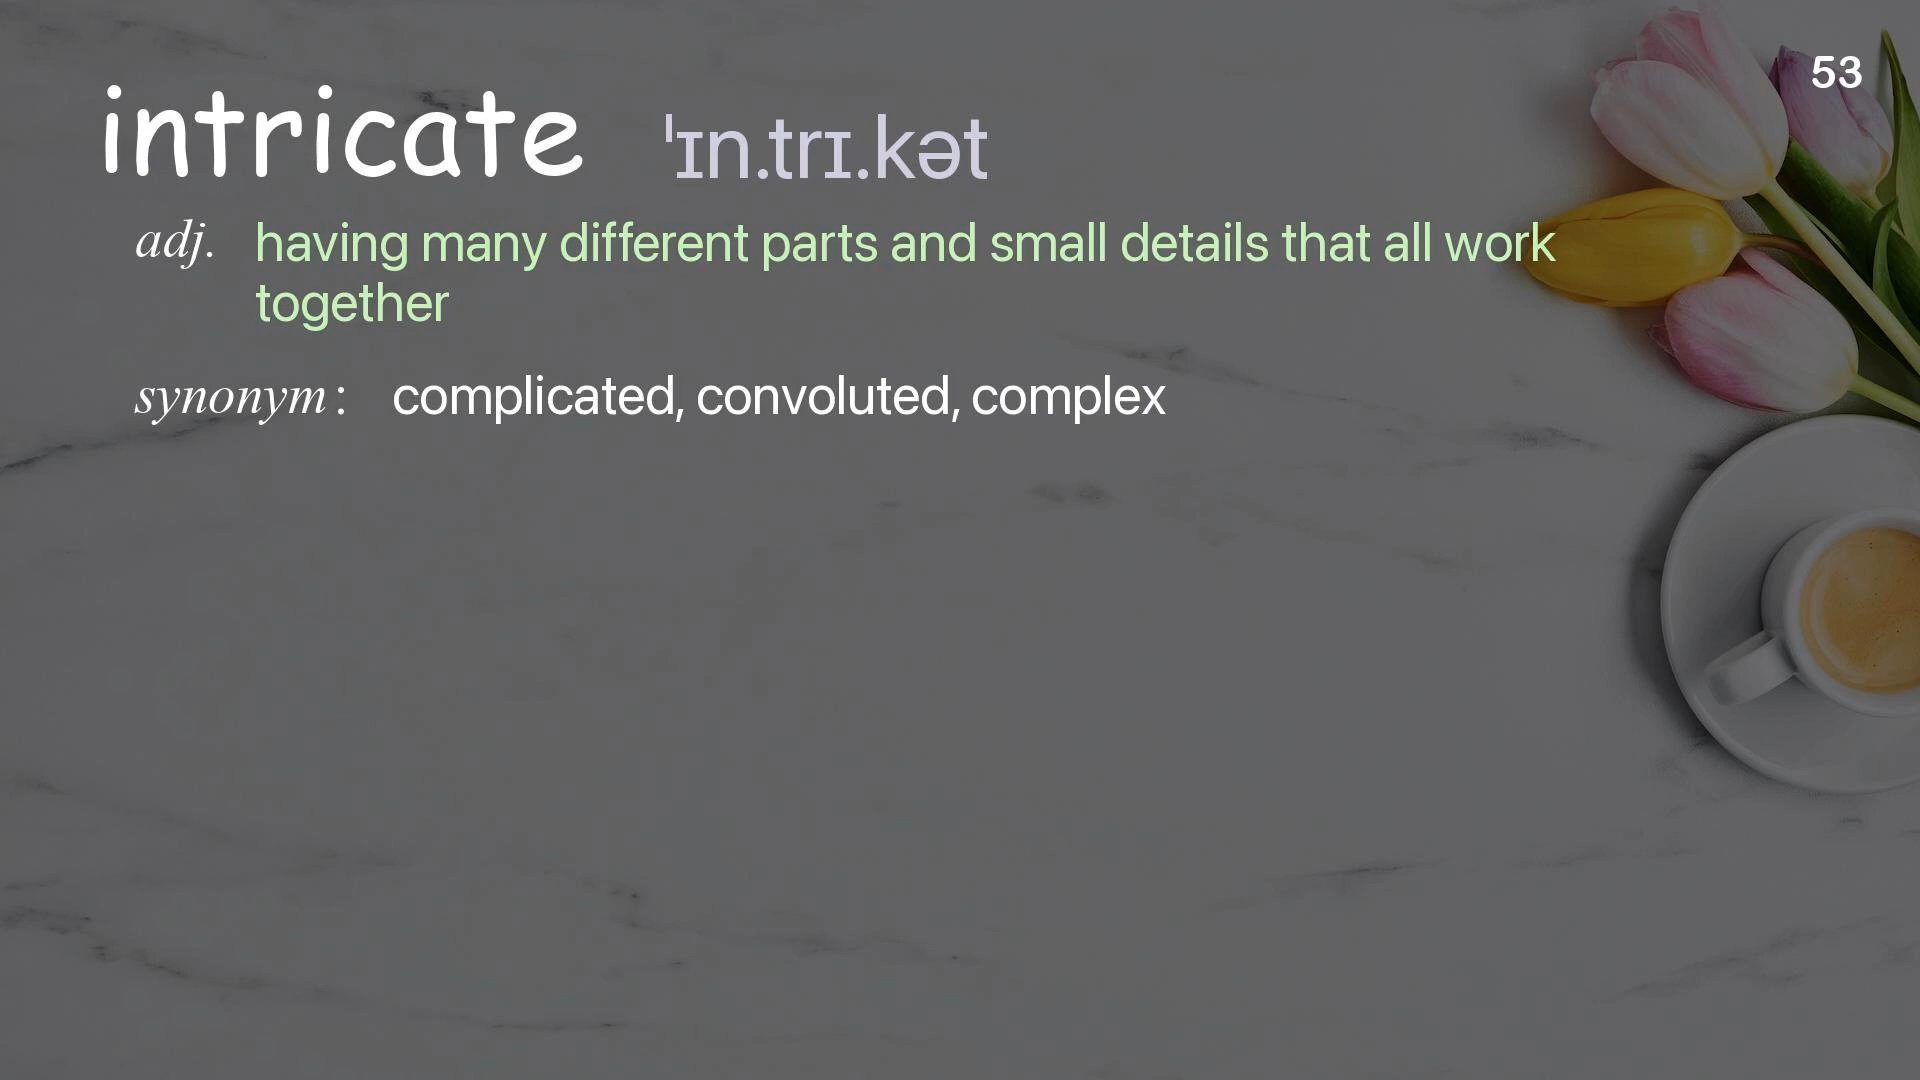 53
intricate ˈɪn.trɪ.kət
adj. having many different parts and small details that all work
together
synonym : complicated, convoluted, complex